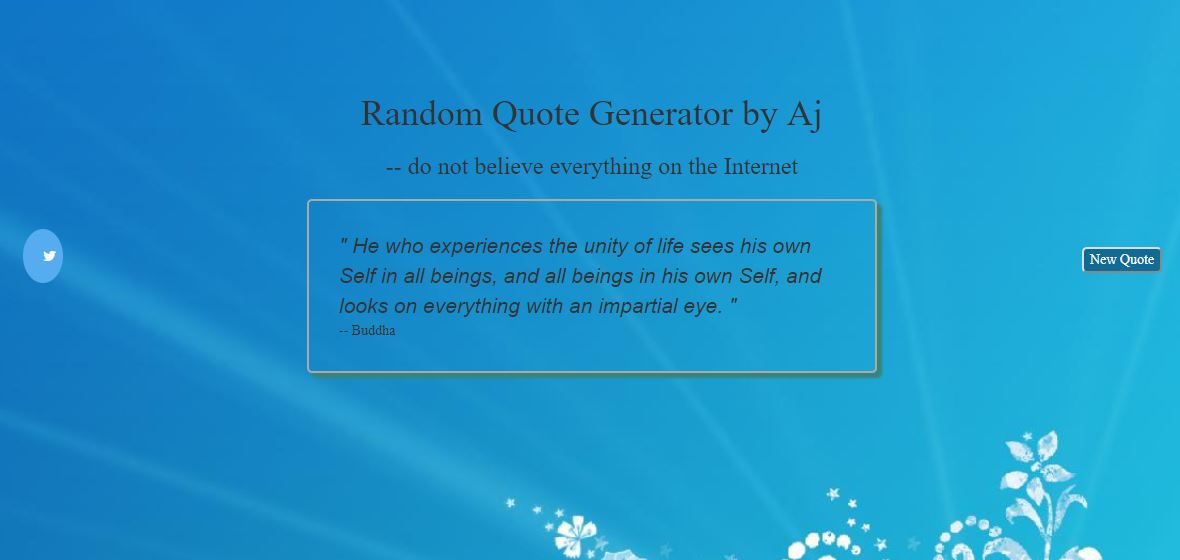 Random Quote Generator by Aj
-- do not believe everything on the Internet
" He who experiences the unity of life sees his own
Self in all beings, and all beings in his own Self, and
looks on everything with an impartial eye. "
-- Buddha
New Quote